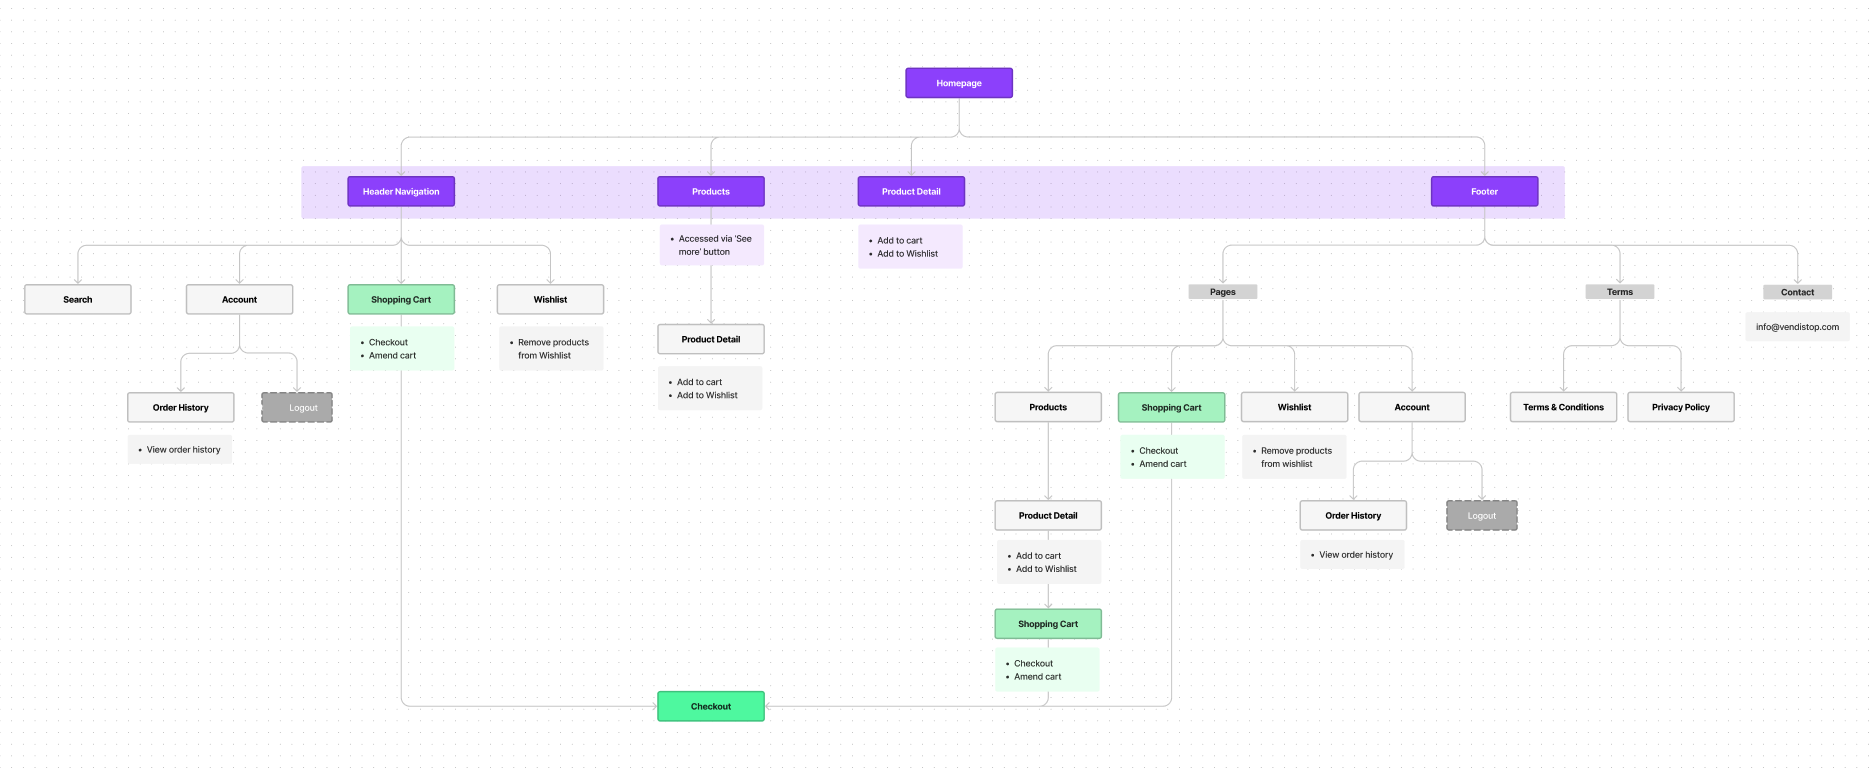 Homepage
Header Navigation
Products
Product Detail
Footer
• Accessed via 'See
more' button
• Add to cart
• Add to Wishlist
Search
Account
Shopping Cart
Wishlist
Pages
Terms
Contact
• Checkout
• Amend cart
• Remove products
from Wishlist
Product Detail
info@vendistop.com
• Add to cart
• Add to Wishlist
Order History
Logout
Products
Shopping Cart
Wishlist
Account
Terms & Conditions
Privacy Policy
• View order history
• Checkout
• Amend cart
• Remove products
from wishlist
Product Detail
Order History
Logout
• Add to cart
• Add to Wishlist
• View order history
Shopping Cart
• Checkout
• Amend cart
Checkout